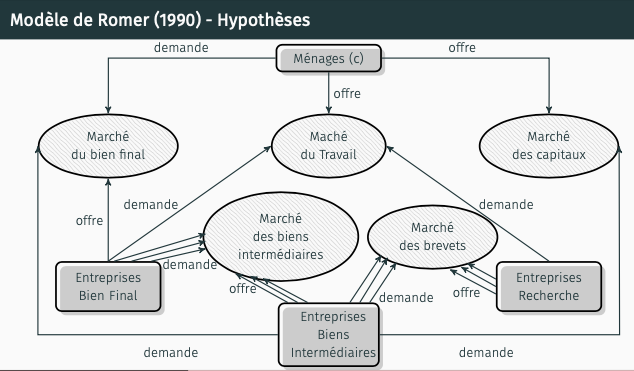 Modèle de Romer (1990) - Hypothèses
demande
Ménages (c)
offre
offre
Marché
du bien final
Maché
du Travail
Marché
des capitaux
demande
demande
offre
Marché
des biens
intermédiaires
Marché
des brevets
demande
Entreprises
Bien Final
offre
demande
offre
Entreprises
Recherche
Entreprises
Biens
Intermédiaires
demande
demande